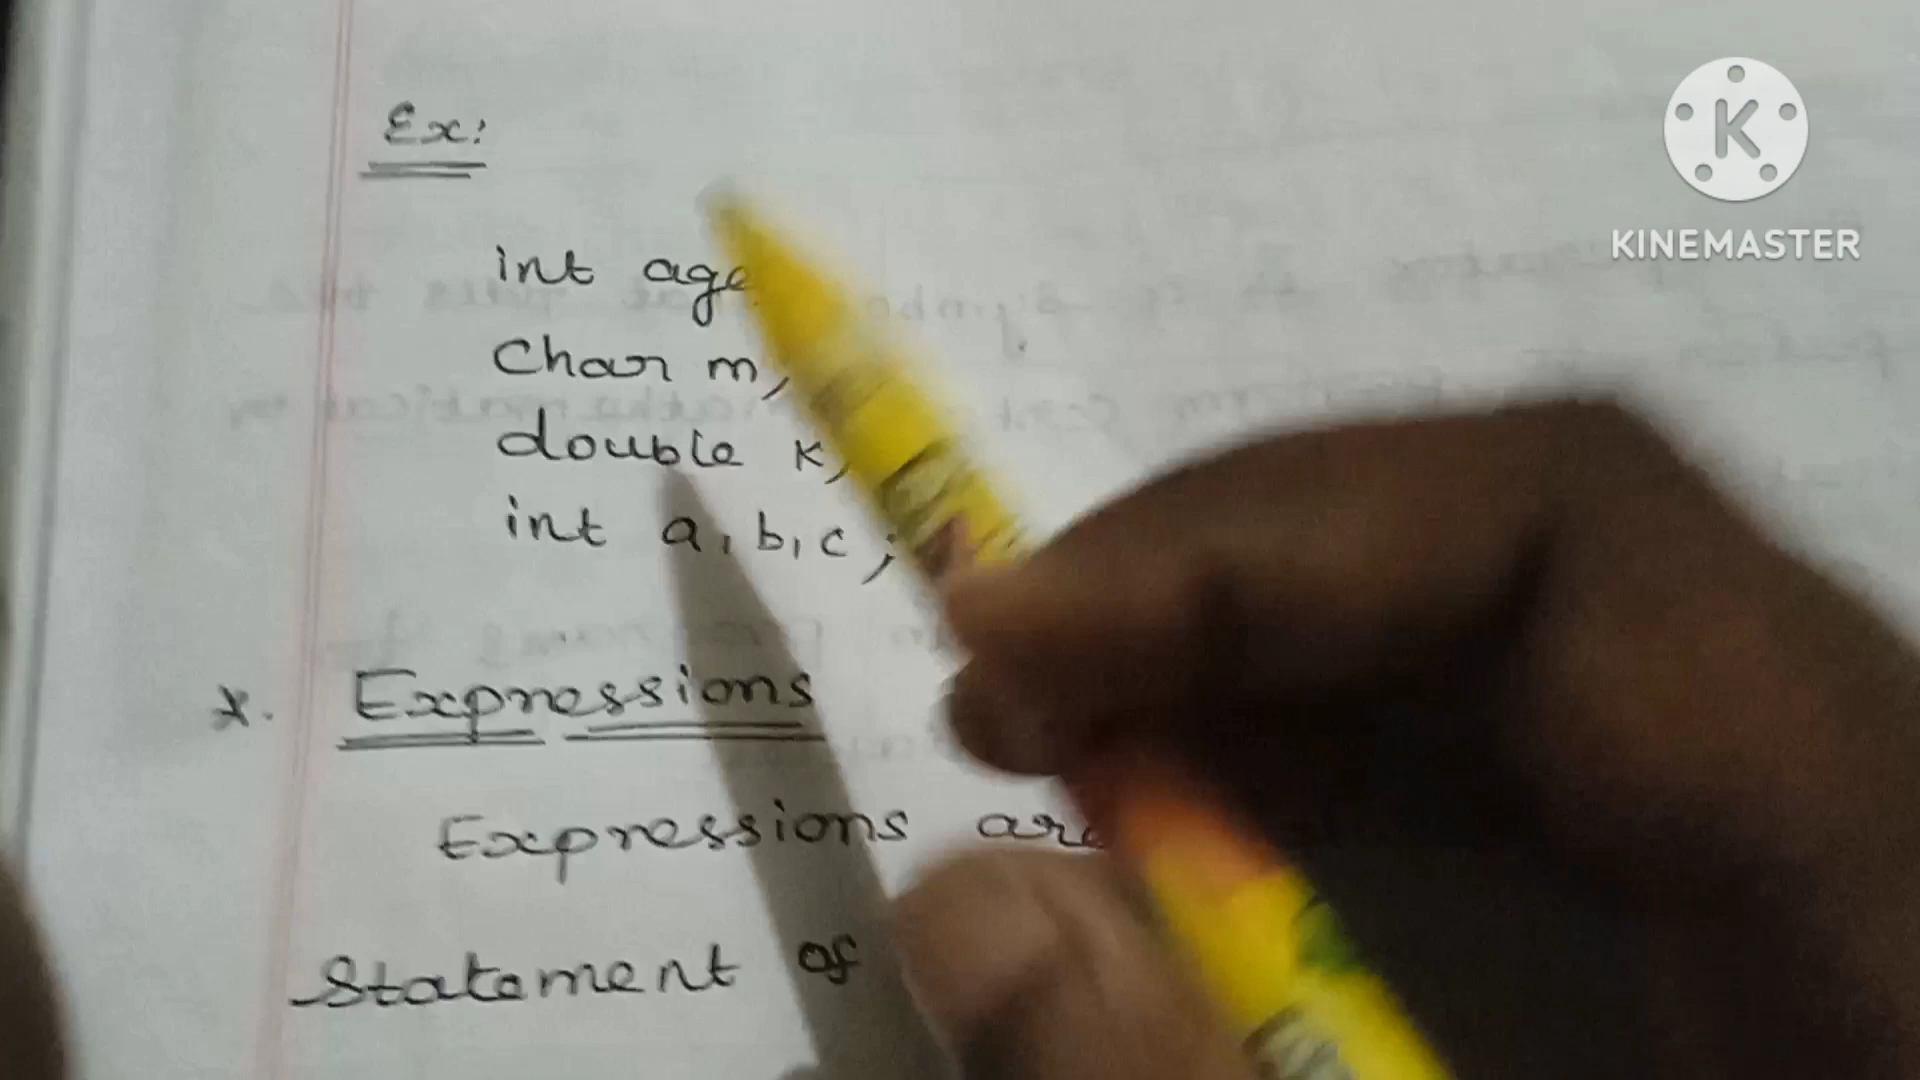 Ex:
int age
Char m,
double k,
int a, b, c ;
*. Expressions
Expressions are
Statement of
K
KINEMASTER